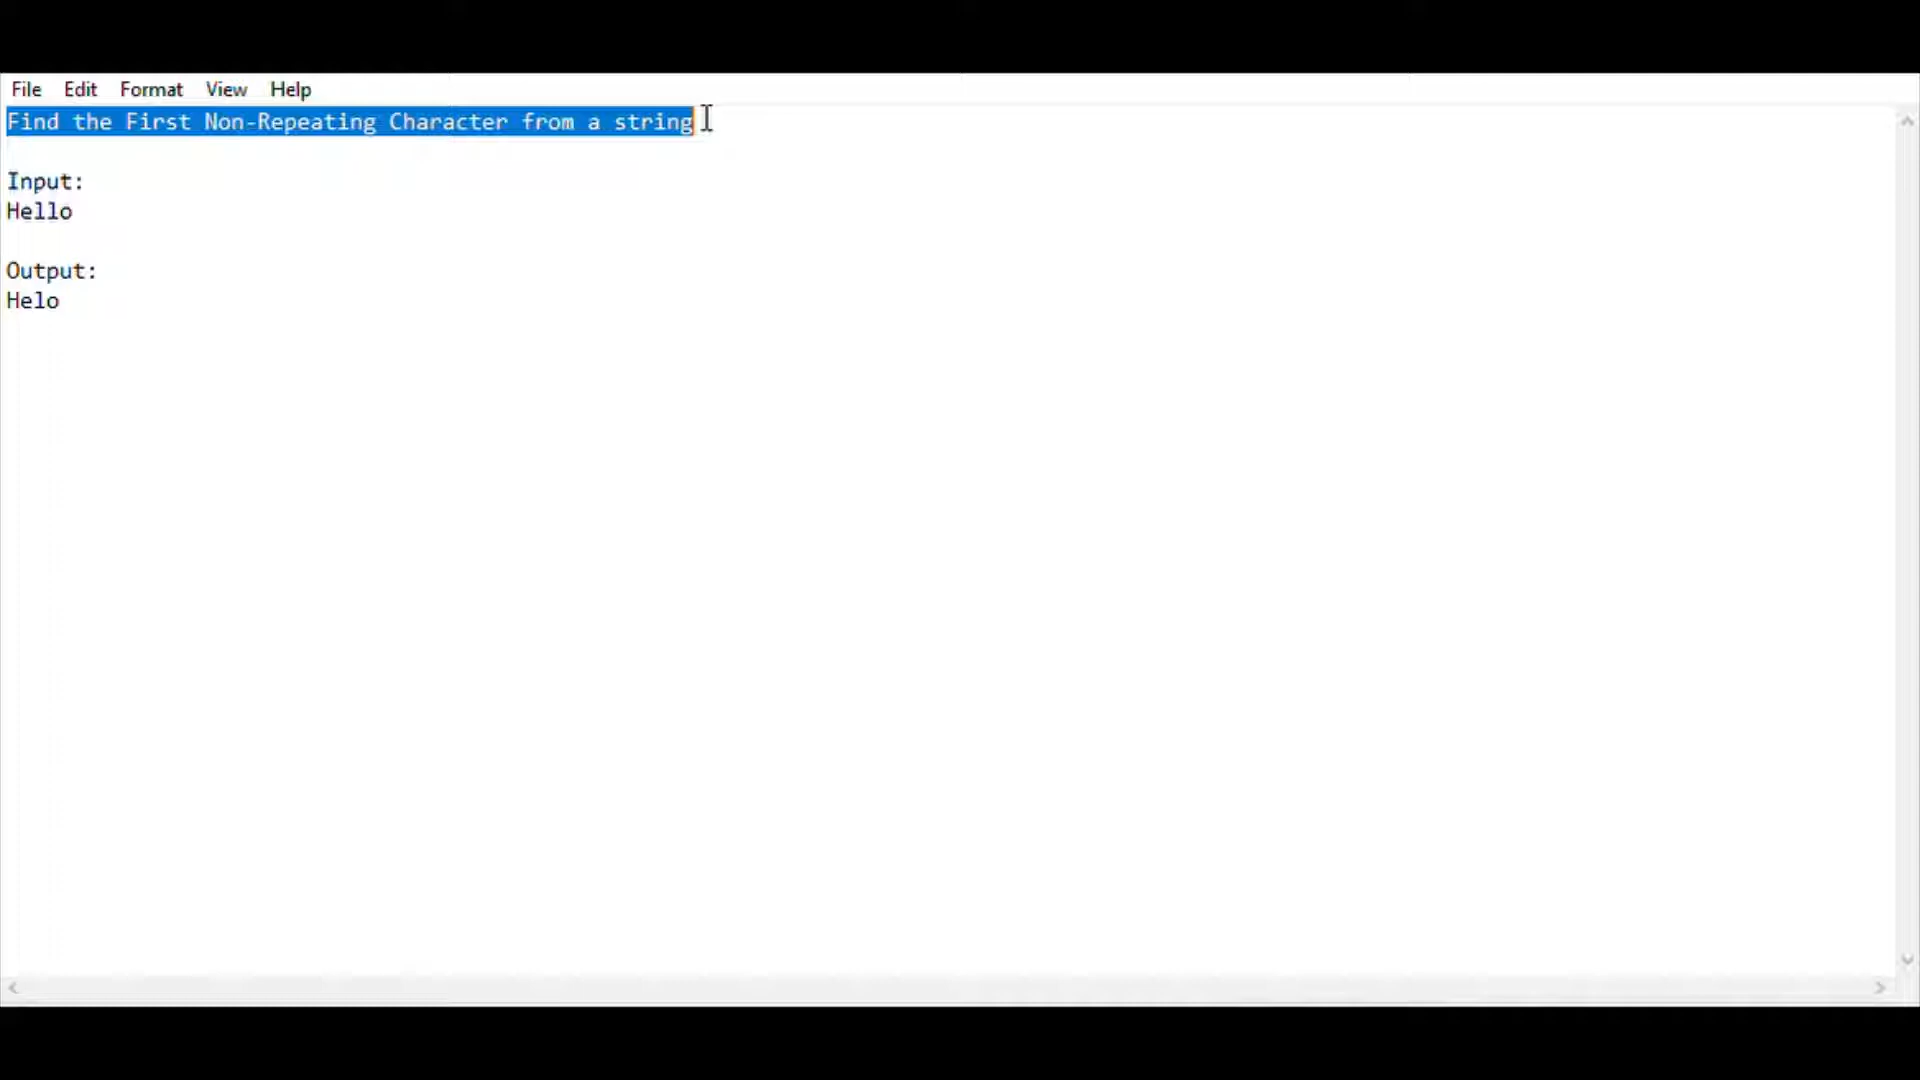 File Edit Format View Help
Find the First Non-Repeating Character from a string
Input:
Hello
Output:
Helo